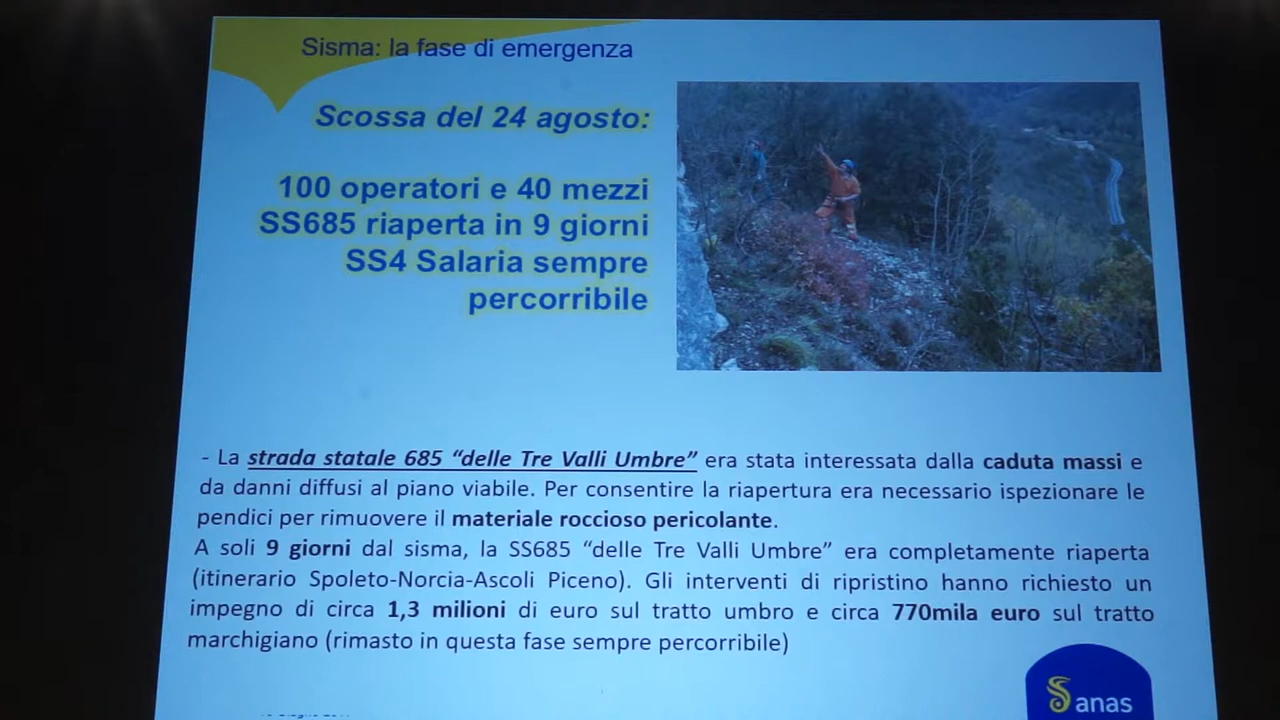 Sisma: la fase di emergenza
Scossa del 24 agosto:
100 operatori e 40 mezzi
SS685 riaperta in 9 giorni
SS4 Salaria sempre
percorribile
- La strada statale 685 “delle Tre Valli Umbre” era stata interessata dalla caduta massi e
da danni diffusi al piano viabile. Per consentire la riapertura era necessario ispezionare le
pendici per rimuovere il materiale roccioso pericolante.
A soli 9 giorni dal sisma, la SS685 “delle Tre Valli Umbre” era completamente riaperta
(itinerario Spoleto-Norcia-Ascoli Piceno). Gli interventi di ripristino hanno richiesto un
impegno di circa 1,3 milioni di euro sul tratto umbro e circa 770mila euro sul tratto
marchigiano (rimasto in questa fase sempre percorribile)
anas